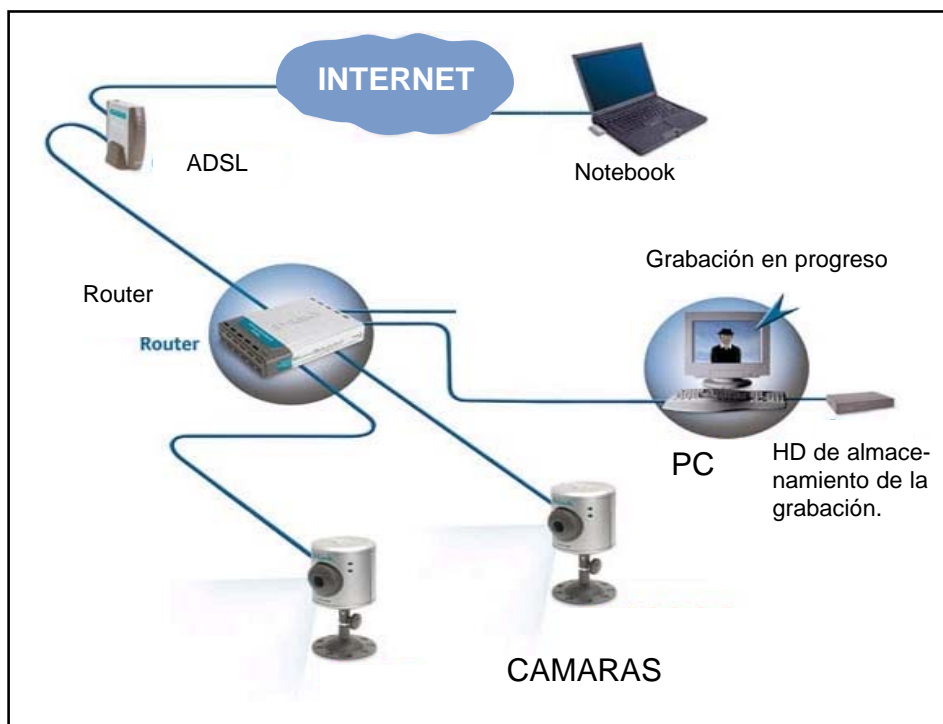 INTERNET
ADSL
Notebook
Grabación en progreso
Router
Router
PC
HD de almace-
namiento de la
grabación.
CAMARAS